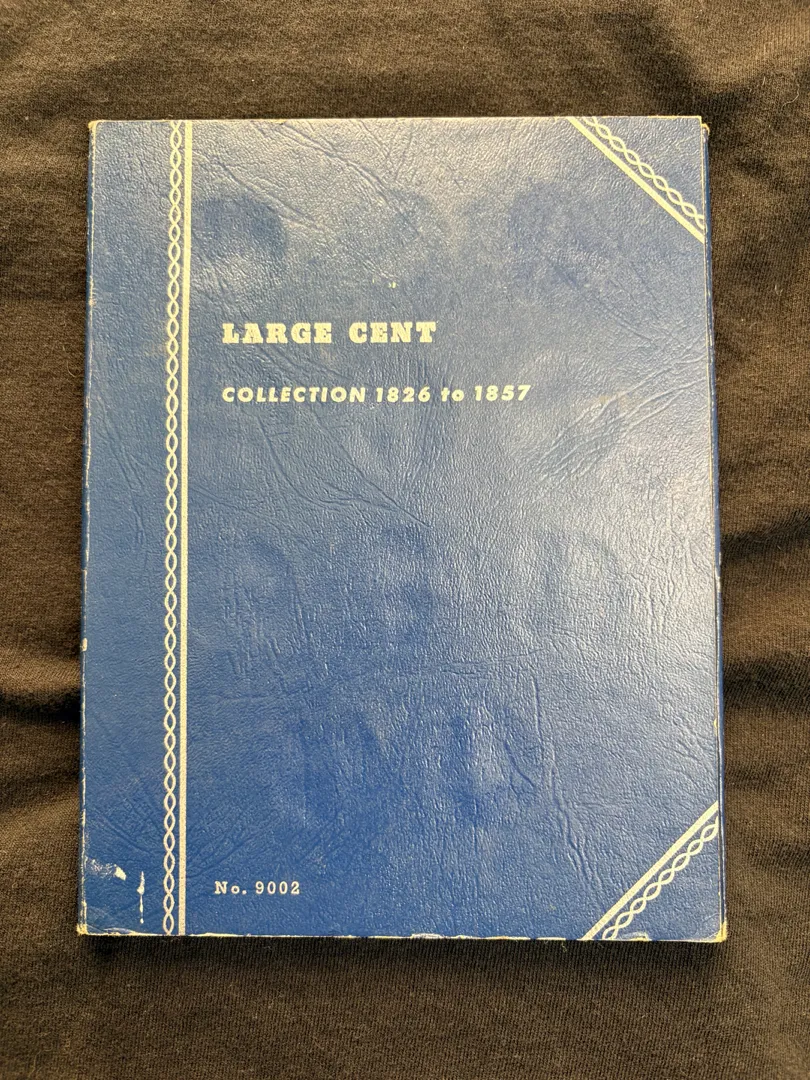 LARGE CENT
COLLECTION 1826 to 1857
No. 9002